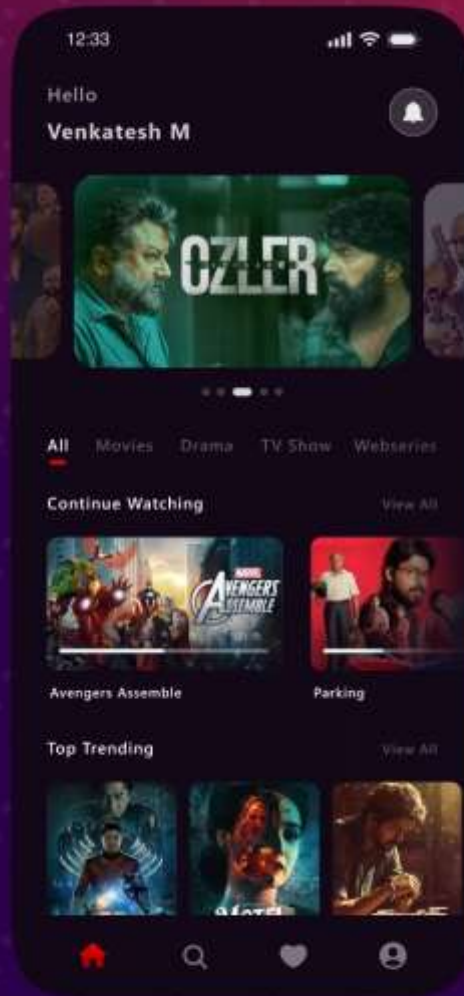 12:33
Hello
Venkatesh M
OZLER
All Movies Drama TV Show Webseries
Continue Watching View All
MARVEL
AVENGERS
ASSEMBLE
Avengers Assemble
Parking
Top Trending View All